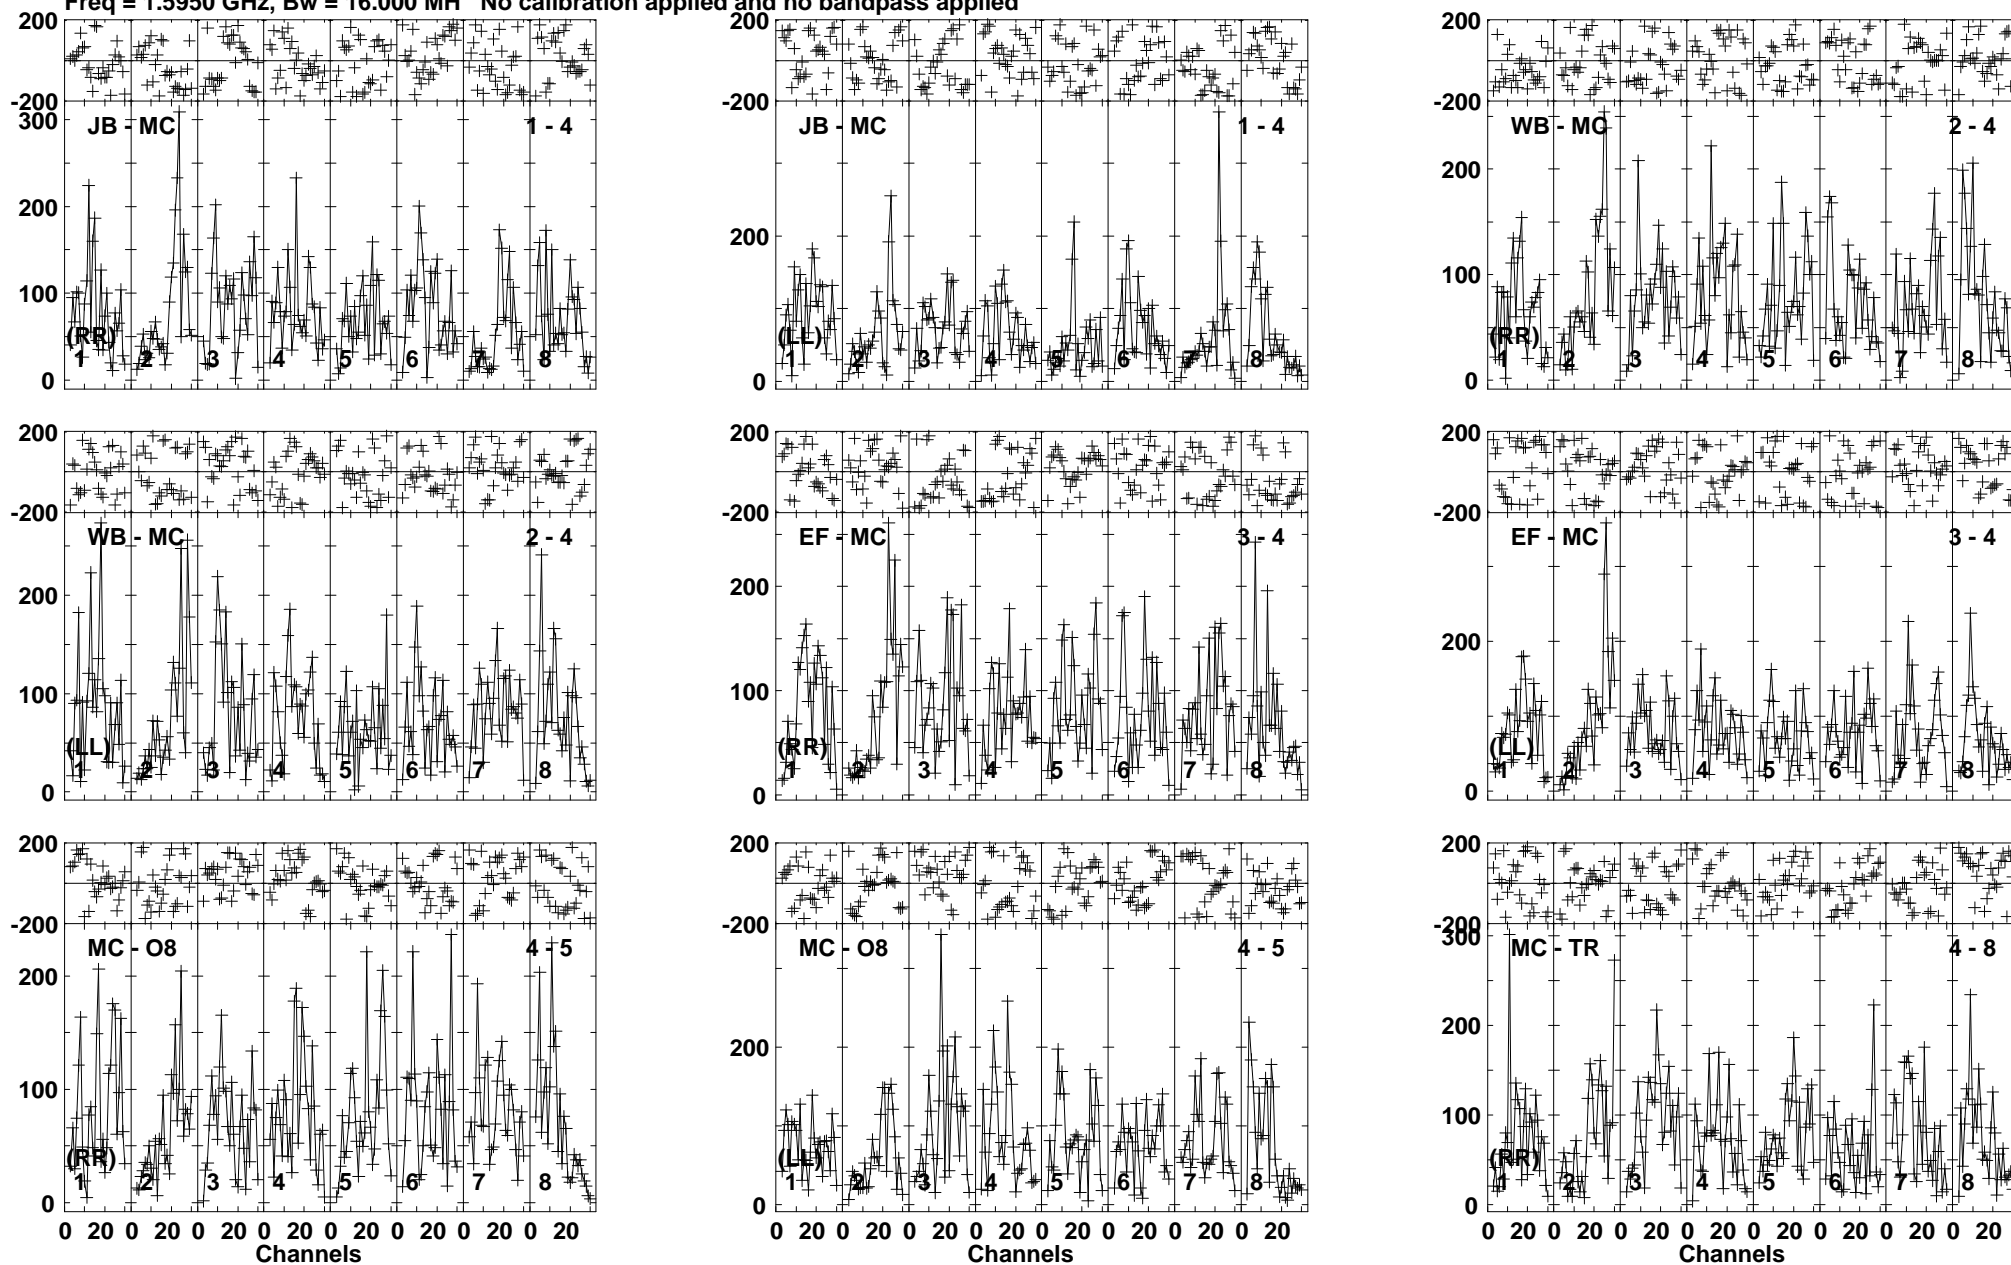 Freq = 1.5950 GHz, Bw = 16.000 MH No calibration applied and no bandpass applied
200 200 200
-200 -200 -200
300 JB - MC 1 - 4 JB - MC 1 - 4 WB - MC 2 - 4
200 200 200
100 100
(RR) (LL) (RR)
1 2 3 4 5 6 7 8 1 2 3 4 5 6 7 8 1 2 3 4 5 6 7 8
0 0 0
200 200 200
-200 -200 -200
WB - MC 2 - 4 EF - MC 3 - 4 EF - MC 3 - 4
200 200 200
100 100
(LL) (RR) (LL)
1 2 3 4 5 6 7 8 1 2 3 4 5 6 7 8 1 2 3 4 5 6 7 8
0 0 0
200 200 200
-200 -200 -200
300
MC - O8 4 - 5 MC - O8 4 - 5 MC - TR 4 - 8
200 200 200
100 100
(RR) (LL) (RR)
1 2 3 4 5 6 7 8 1 2 3 4 5 6 7 8 1 2 3 4 5 6 7 8
0 0 0
0 20 0 20 0 20 0 20 0 20 0 20 0 20 0 20 0 20 0 20 0 20 0 20 0 20 0 20 0 20 0 20 0 20 0 20 0 20 0 20 0 20 0 20 0 20 0 20
Channels Channels Channels